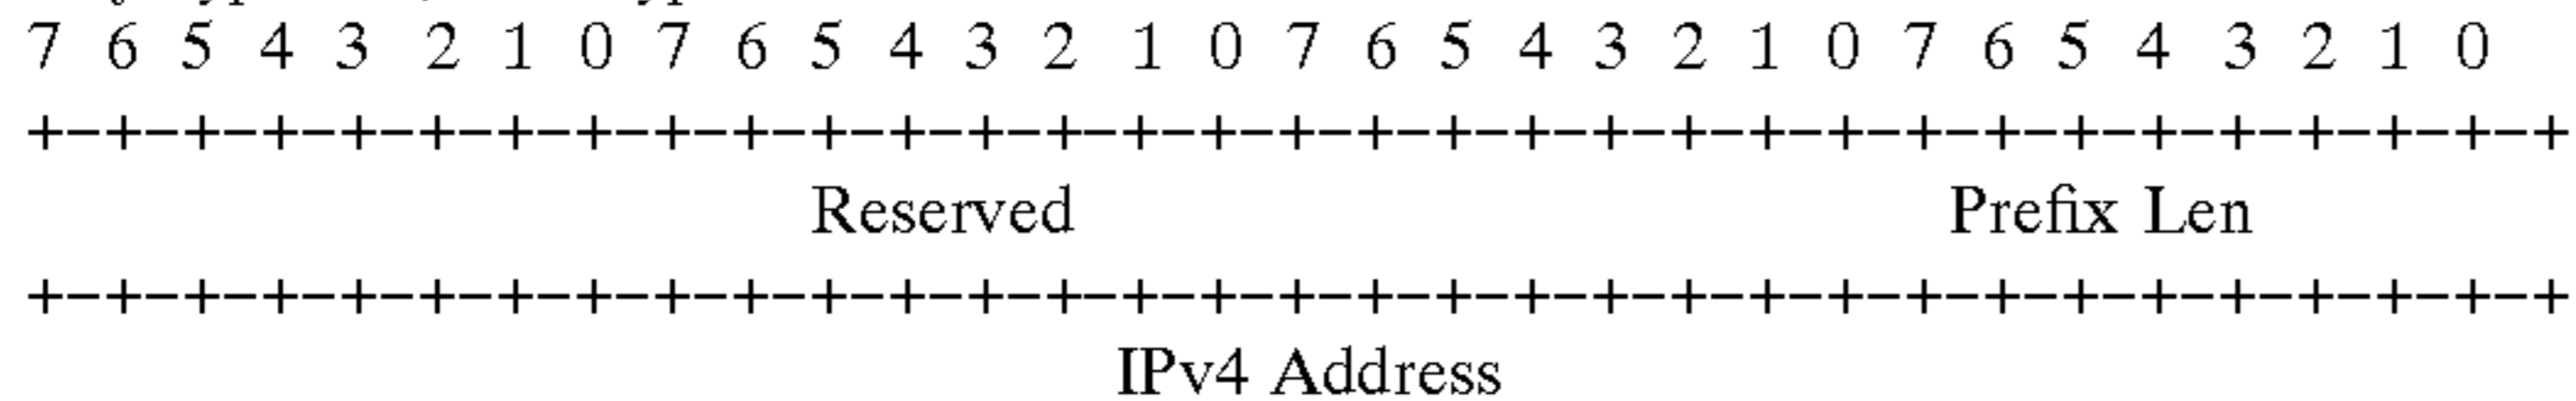 7 6 5 4 3 2 1 0 7 6 5 4 3 2 1 0 7 6 5 4 3 2 1 0 7 6 5 4 3 2 1 0
+-+-+-+-+-+-+-+-+-+-+-+-+-+-+-+-+-+-+-+-+-+-+-+-+-+-+-+-+-+-+-+-+
Reserved Prefix Len
+-+-+-+-+-+-+-+-+-+-+-+-+-+-+-+-+-+-+-+-+-+-+-+-+-+-+-+-+-+-+-+-+
IPv4 Address